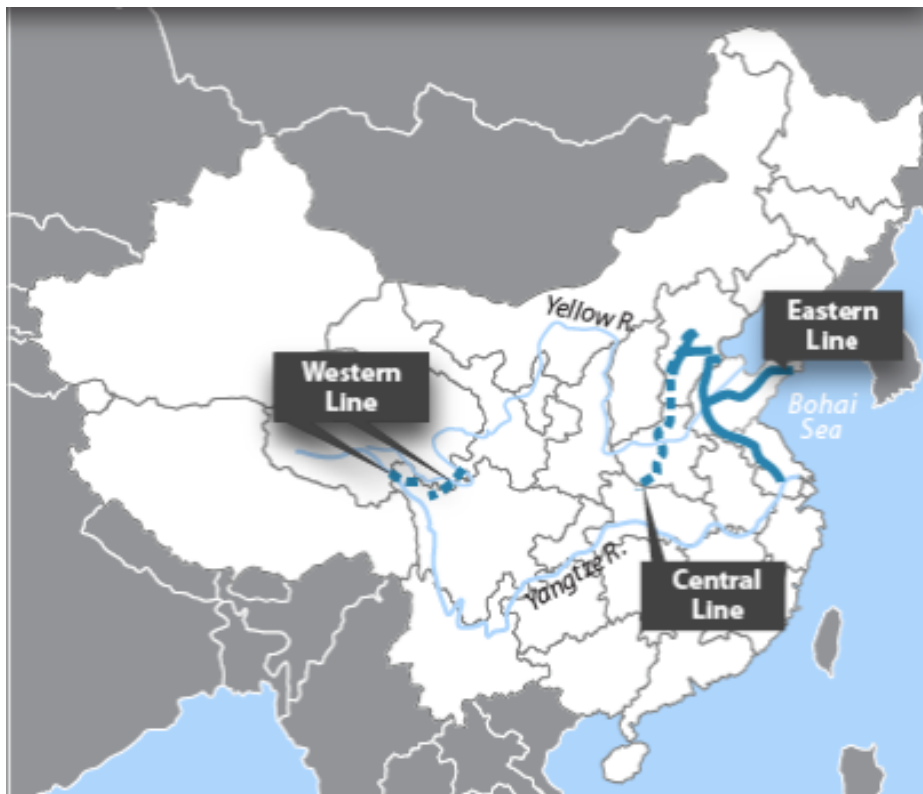 Yellow R.
Eastern
Line
Western
Line
Bohai
Sea
Yangtze R.
Central
Line